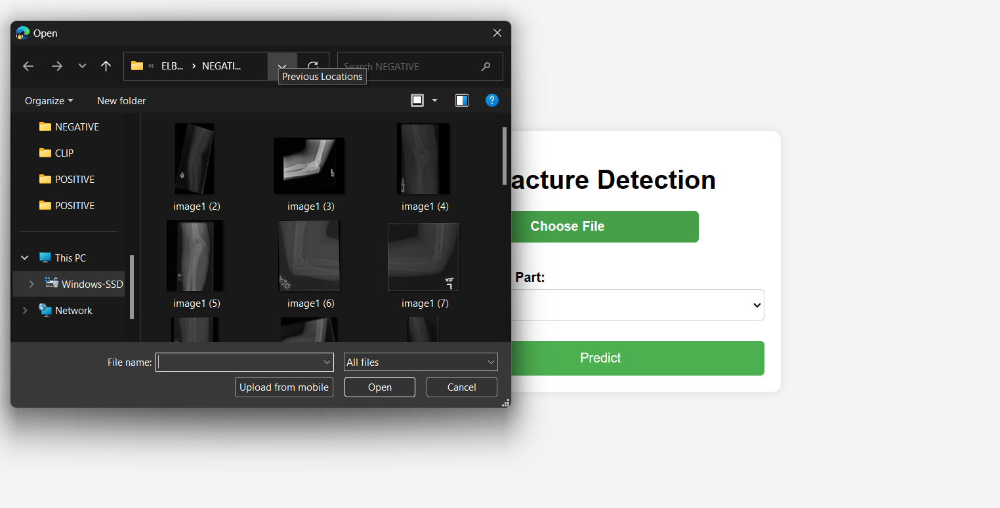 Open
ELB... NEGATI...
Search NEGATIVE
Previous Locations
Organize
New folder
NEGATIVE
CLIP
POSITIVE
POSITIVE
This PC
Windows-SSD
Network
image1 (2)
image1 (3)
image1 (4)
image1 (5)
image1 (6)
image1 (7)
File name:
All files
Upload from mobile
Open
Cancel
acture Detection
Choose File
Part:
Predict